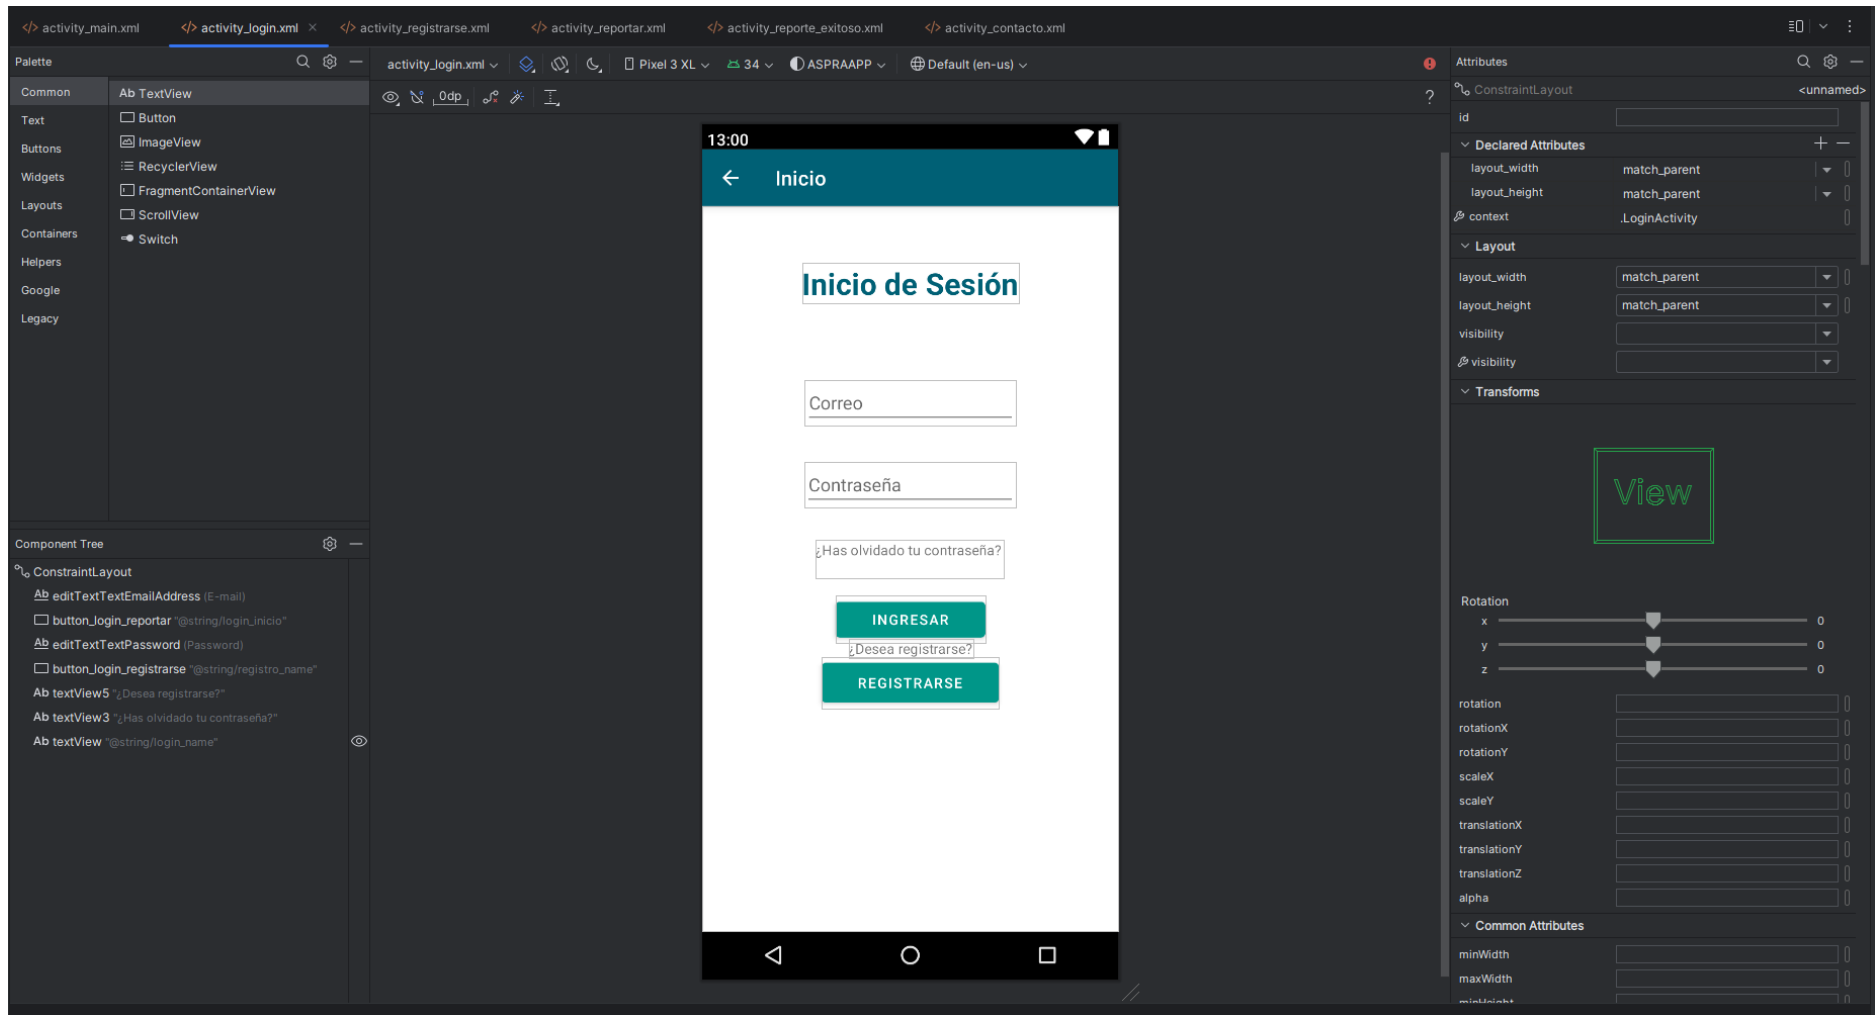 </> activity_main.xml </> activity_login.xml × </> activity_registrarse.xml </> activity_reportar.xml </> activity_reporte_exitoso.xml </> activity_contacto.xml
Palette
Common
Text
Buttons
Widgets
Layouts
Containers
Helpers
Google
Legacy
Ab TextView
Button
ImageView
RecyclerView
FragmentContainerView
ScrollView
Switch
Component Tree
ConstraintLayout
Ab editTextTextEmailAddress (E-mail)
button_login_reportar "@string/login_inicio"
Ab editTextTextPassword (Password)
button_login_registrarse "@string/registro_name"
Ab textView5 "¿Desea registrarse?"
Ab textView3 "¿Has olvidado tu contraseña?"
Ab textView "@string/login_name"
activity_login.xml Pixel 3 XL 34 ASPRAAPP Default (en-us)
0dp ?
13:00
Inicio
Inicio de Sesión
Correo
Contraseña
¿Has olvidado tu contraseña?
INGRESAR
¿Desea registrarse?
REGISTRARSE
Attributes
ConstraintLayout <unnamed>
id
Declared Attributes
layout_width match_parent
layout_height match_parent
context .LoginActivity
Layout
layout_width match_parent
layout_height match_parent
visibility
visibility
Transforms
View
Rotation
x 0
y 0
z 0
rotation
rotationX
rotationY
scaleX
scaleY
translationX
translationY
translationZ
alpha
Common Attributes
minWidth
maxWidth
minHeight